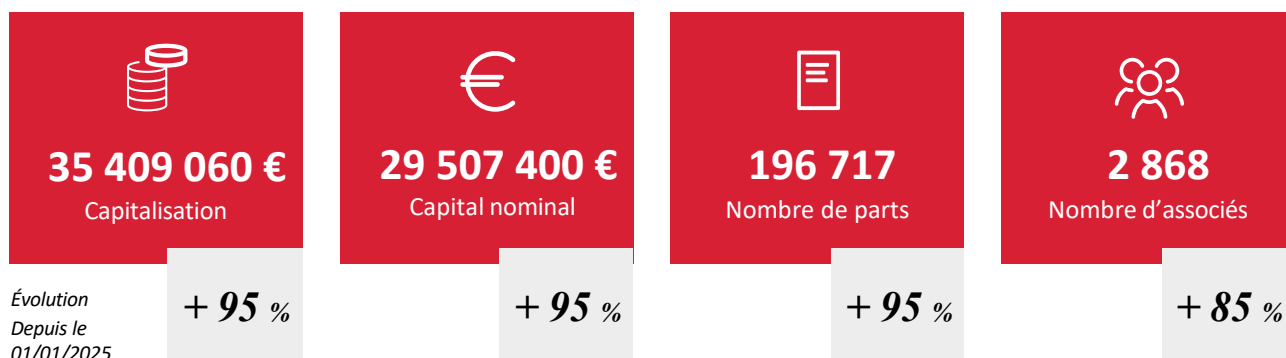 35 409 060 €
Capitalisation
29 507 400 €
Capital nominal
196 717
Nombre de parts
2 868
Nombre d’associés
Évolution
Depuis le
01/01/2025
+ 95 %
+ 95 %
+ 95 %
+ 85 %